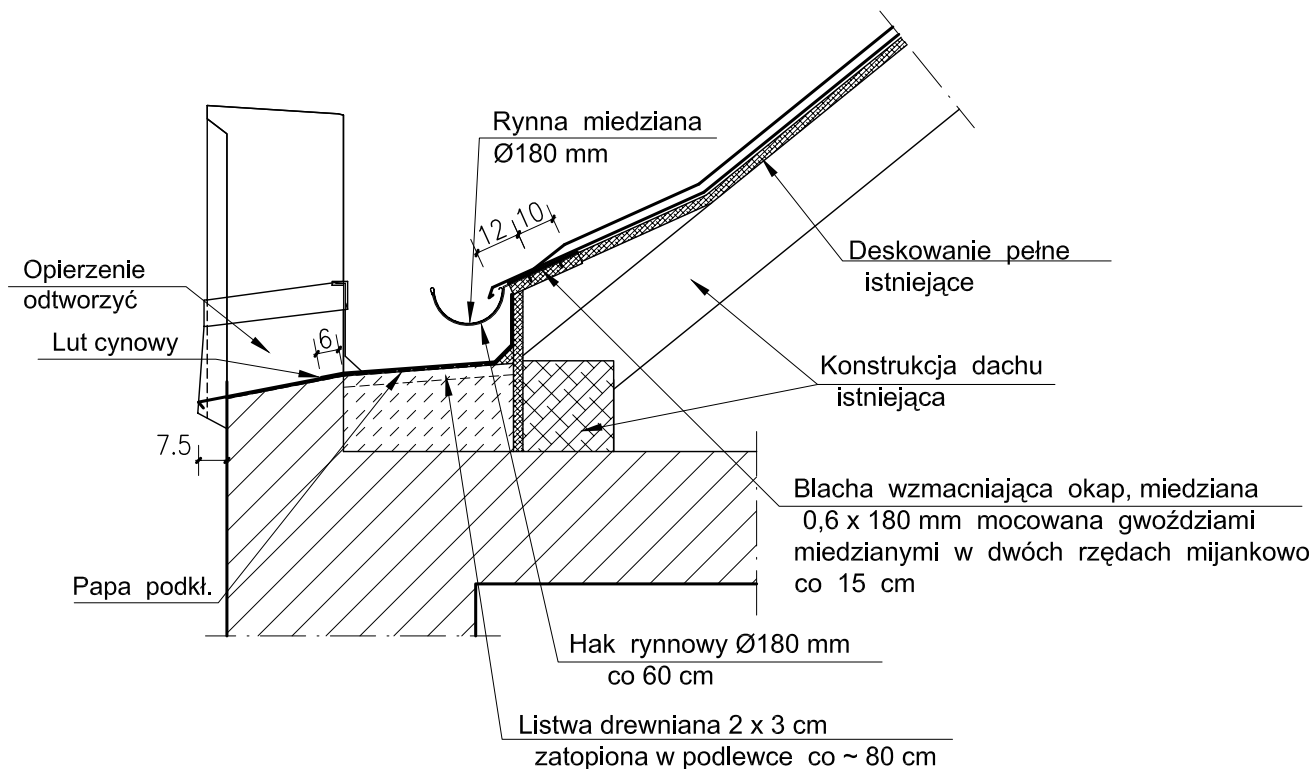 Rynna miedziana
Ø180 mm
12
10
Deskowanie pełne
istniejące
Opierzenie
odtworzyć
Lut cynowy
6
Konstrukcja dachu
istniejąca
7.5
Blacha wzmacniająca okap, miedziana
0,6 x 180 mm mocowana gwoździami
miedzianymi w dwóch rzędach mijankowo
co 15 cm
Papa podkł.
Hak rynnowy Ø180 mm
co 60 cm
Listwa drewniana 2 x 3 cm
zatopiona w podlewce co ~ 80 cm